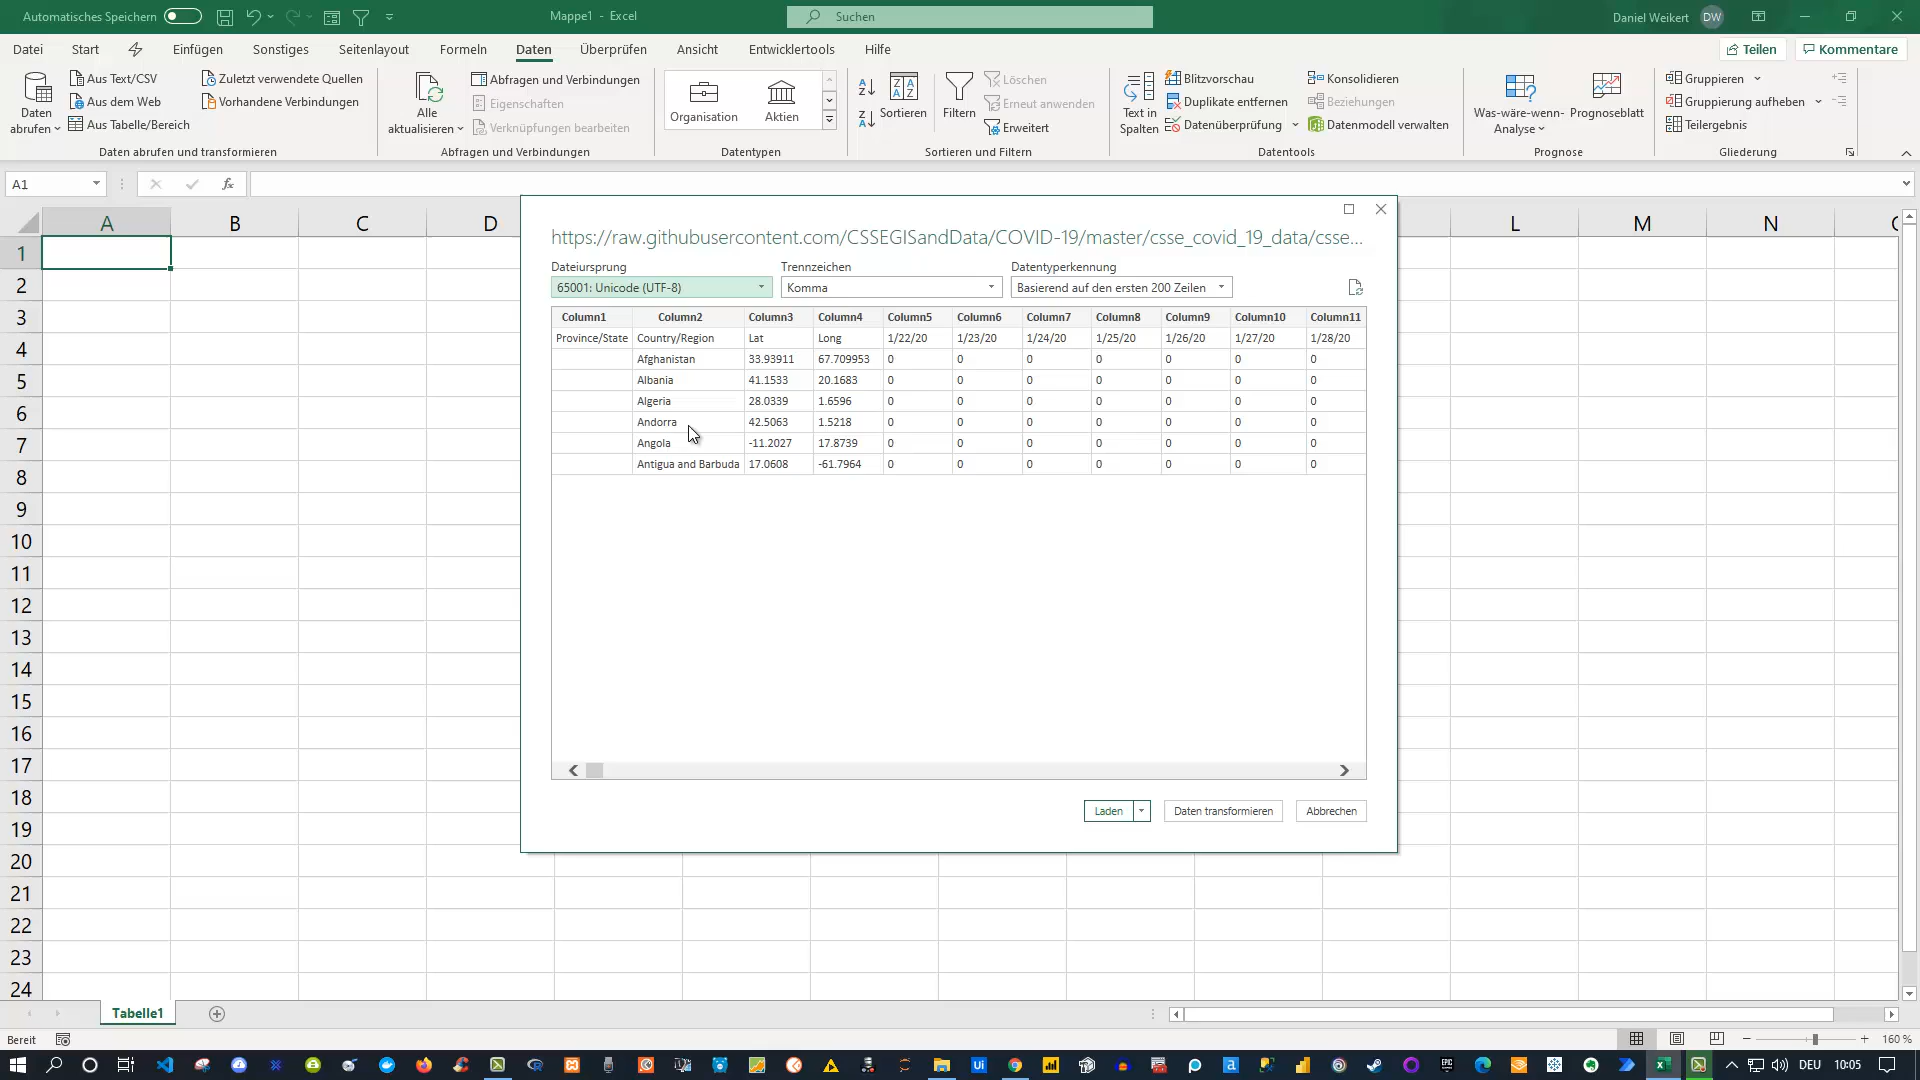 Automatisches Speichern
Mappe1 - Excel
Suchen
Daniel Weikert
DW
Datei
Start
Einfügen
Sonstiges
Seitenlayout
Formeln
Daten
Überprüfen
Ansicht
Entwicklertools
Hilfe
Teilen
Kommentare
Daten abrufen
Aus Text/CSV
Aus dem Web
Aus Tabelle/Bereich
Zuletzt verwendete Quellen
Vorhandene Verbindungen
Daten abrufen und transformieren
Alle aktualisieren
Abfragen und Verbindungen
Eigenschaften
Verknüpfungen bearbeiten
Abfragen und Verbindungen
Organisation
Aktien
Datentypen
Sortieren
Filtern
Löschen
Erneut anwenden
Erweitert
Sortieren und Filtern
Text in Spalten
Blitzvorschau
Duplikate entfernen
Datenüberprüfung
Konsolidieren
Beziehungen
Datenmodell verwalten
Datentools
Was-wäre-wenn-Analyse
Prognoseblatt
Prognose
Gruppieren
Gruppierung aufheben
Teilergebnis
Gliederung
A1
fx
A B C D L M N
1
2
3
4
5
6
7
8
9
10
11
12
13
14
15
16
17
18
19
20
21
22
23
24
https://raw.githubusercontent.com/CSSEGISandData/COVID-19/master/csse_covid_19_data/csse...
Dateiursprung
Trennzeichen
Datentyperkennung
65001: Unicode (UTF-8)
Komma
Basierend auf den ersten 200 Zeilen
Column1 Column2 Column3 Column4 Column5 Column6 Column7 Column8 Column9 Column10 Column11
Province/State Country/Region Lat Long 1/22/20 1/23/20 1/24/20 1/25/20 1/26/20 1/27/20 1/28/20
Afghanistan 33.93911 67.709953 0 0 0 0 0 0 0
Albania 41.1533 20.1683 0 0 0 0 0 0 0
Algeria 28.0339 1.6596 0 0 0 0 0 0 0
Andorra 42.5063 1.5218 0 0 0 0 0 0 0
Angola -11.2027 17.8739 0 0 0 0 0 0 0
Antigua and Barbuda 17.0608 -61.7964 0 0 0 0 0 0 0
Laden
Daten transformieren
Abbrechen
Tabelle1
Bereit
160 %
DEU
10:05